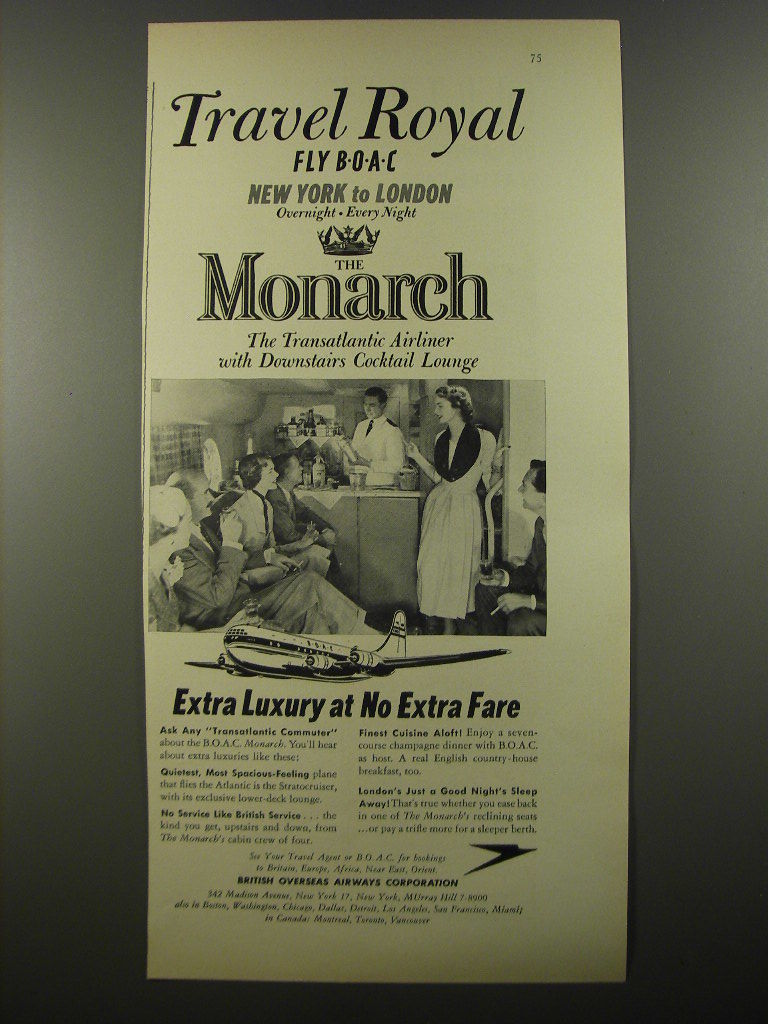 75
Travel Royal
FLY B·O·A·C
NEW YORK to LONDON
Overnight • Every Night
THE
Monarch
The Transatlantic Airliner
with Downstairs Cocktail Lounge
Extra Luxury at No Extra Fare
Ask Any "Transatlantic Commuter"
about the B.O.A.C. Monarch. You'll hear
about extra luxuries like these:
Quietest, Most Spacious-Feeling plane
that flies the Atlantic is the Stratocruiser,
with its exclusive lower-deck lounge.
No Service Like British Service . . . the
kind you get, upstairs and down, from
The Monarch's cabin crew of four.
Finest Cuisine Aloft! Enjoy a seven-
course champagne dinner with B.O.A.C.
as host. A real English country-house
breakfast, too.
London's Just a Good Night's Sleep
Away! That's true whether you ease back
in one of The Monarch's reclining seats
...or pay a trifle more for a sleeper berth.
See Your Travel Agent or B.O.A.C. for bookings
to Britain, Europe, Africa, Near East, Orient.
BRITISH OVERSEAS AIRWAYS CORPORATION
342 Madison Avenue, New York 17, New York, MUrray Hill 7-8900
also in Boston, Washington, Chicago, Dallas, Detroit, Los Angeles, San Francisco, Miami;
in Canada: Montreal, Toronto, Vancouver